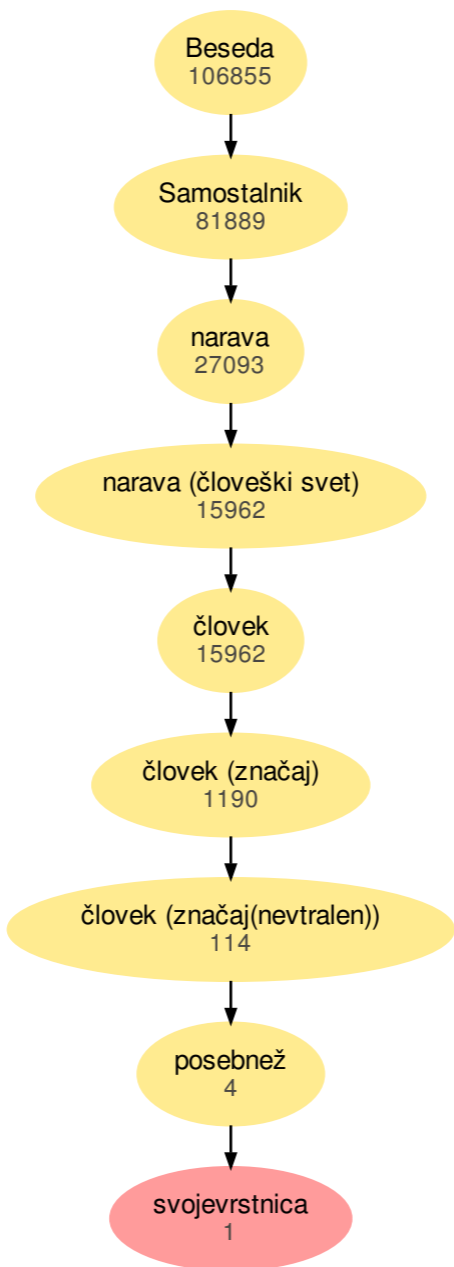 Beseda
106855
Samostalnik
81889
narava
27093
narava (človeški svet)
15962
človek
15962
človek (značaj)
1190
človek (značaj(nevtralen))
114
posebnež
4
svojevrstnica
1